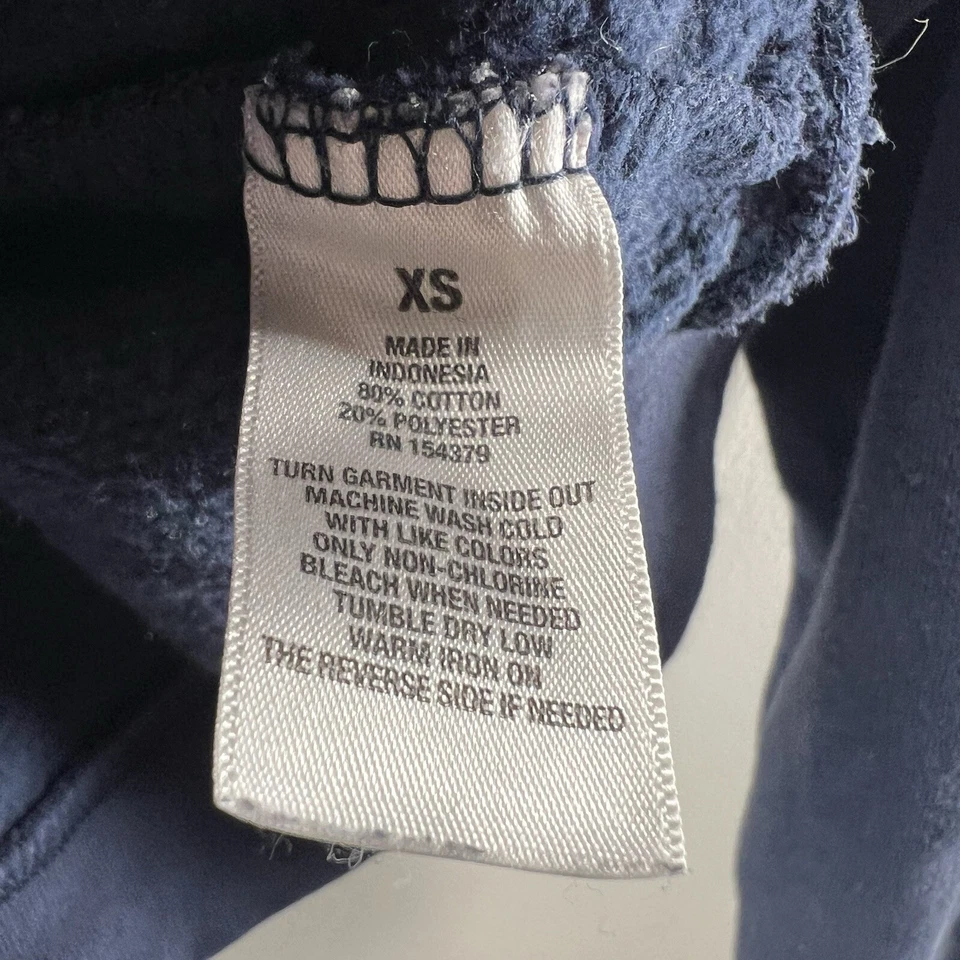 XS
MADE IN
INDONESIA
80% COTTON
20% POLYESTER
RN 154379
TURN GARMENT INSIDE OUT
MACHINE WASH COLD
WITH LIKE COLORS
ONLY NON-CHLORINE
BLEACH WHEN NEEDED
TUMBLE DRY LOW
WARM IRON ON
THE REVERSE SIDE IF NEEDED